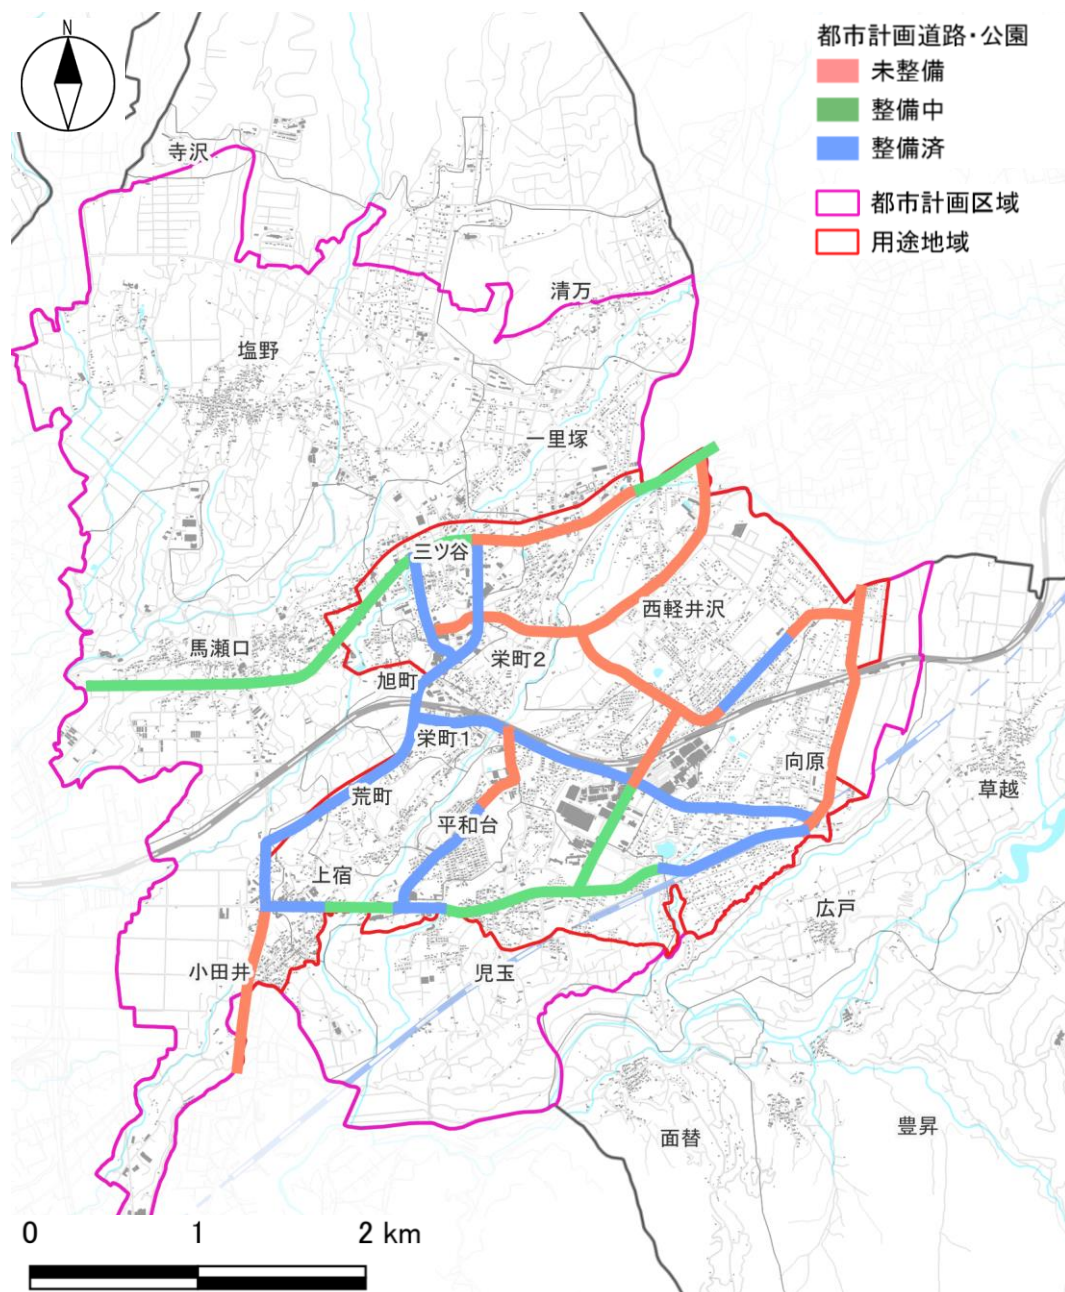 N
都市計画道路・公園
未整備
整備中
整備済
都市計画区域
用途地域
寺沢
清万
塩野
一里塚
三ツ谷
西軽井沢
馬瀬口
栄町2
旭町
栄町1
向原
草越
荒町
平和台
上宿
広戸
小田井
児玉
面替
豊昇
0 1 2 km